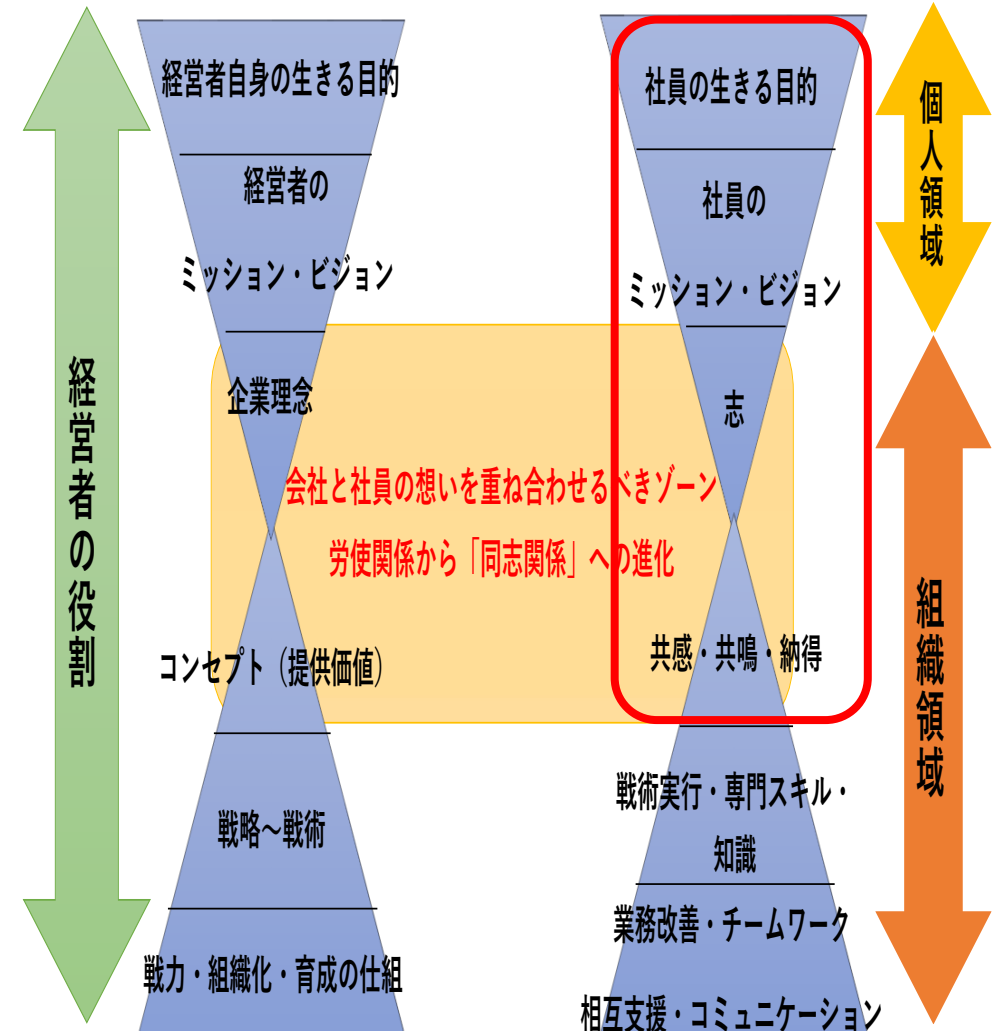 経営者の役割
経営者自身の生きる目的
経営者の
ミッション・ビジョン
企業理念
コンセプト（提供価値）
戦略～戦術
戦力・組織化・育成の仕組
会社と社員の想いを重ね合わせるべきゾーン
労使関係から「同志関係」への進化
社員の生きる目的
社員の
ミッション・ビジョン
志
共感・共鳴・納得
戦術実行・専門スキル・
知識
業務改善・チームワーク
相互支援・コミュニケーション
個人領域
組織領域